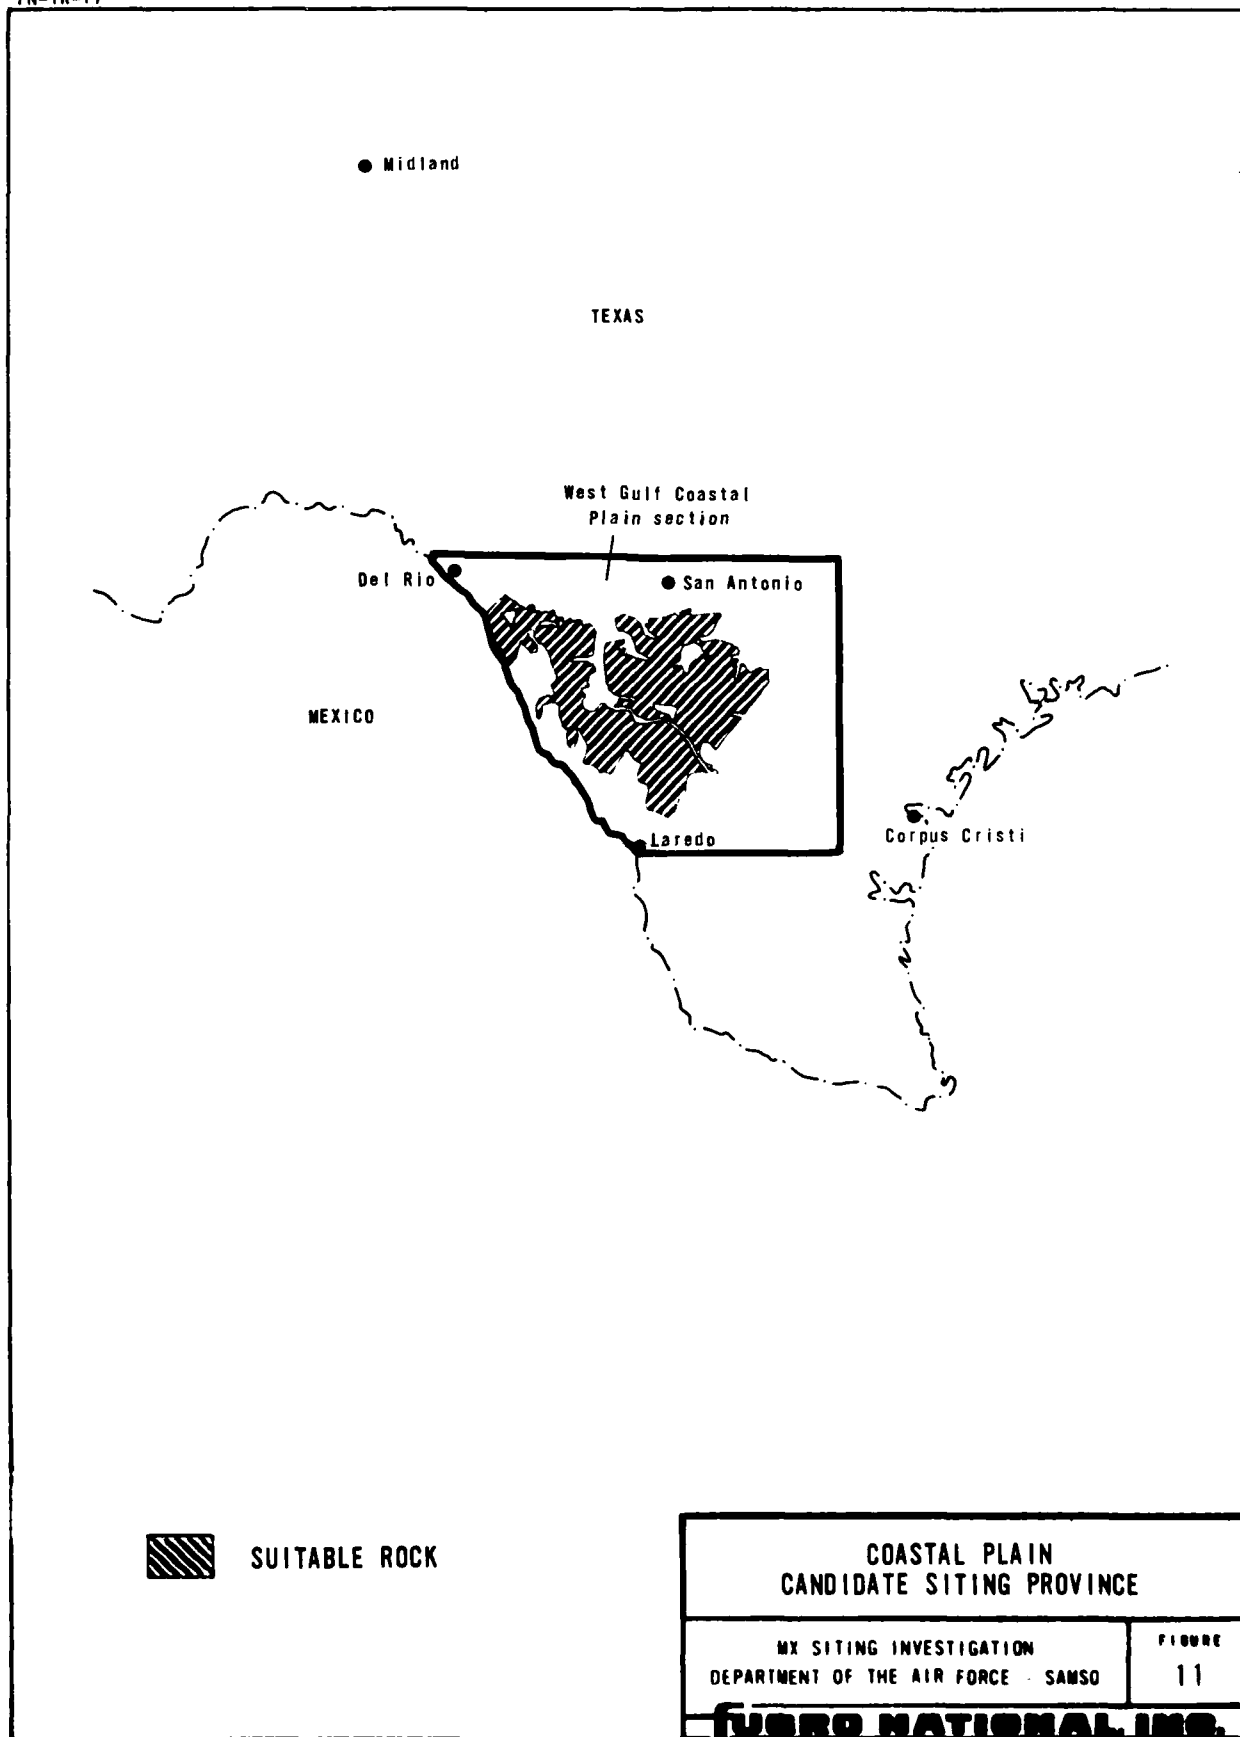 Midland
TEXAS
West Gulf Coastal
Plain section
Del Rio
San Antonio
MEXICO
Laredo
Corpus Cristi
SUITABLE ROCK
COASTAL PLAIN
CANDIDATE SITING PROVINCE
MX SITING INVESTIGATION
DEPARTMENT OF THE AIR FORCE - SAMSO
FIGURE
11
fUGRO NATIONAL, INC.